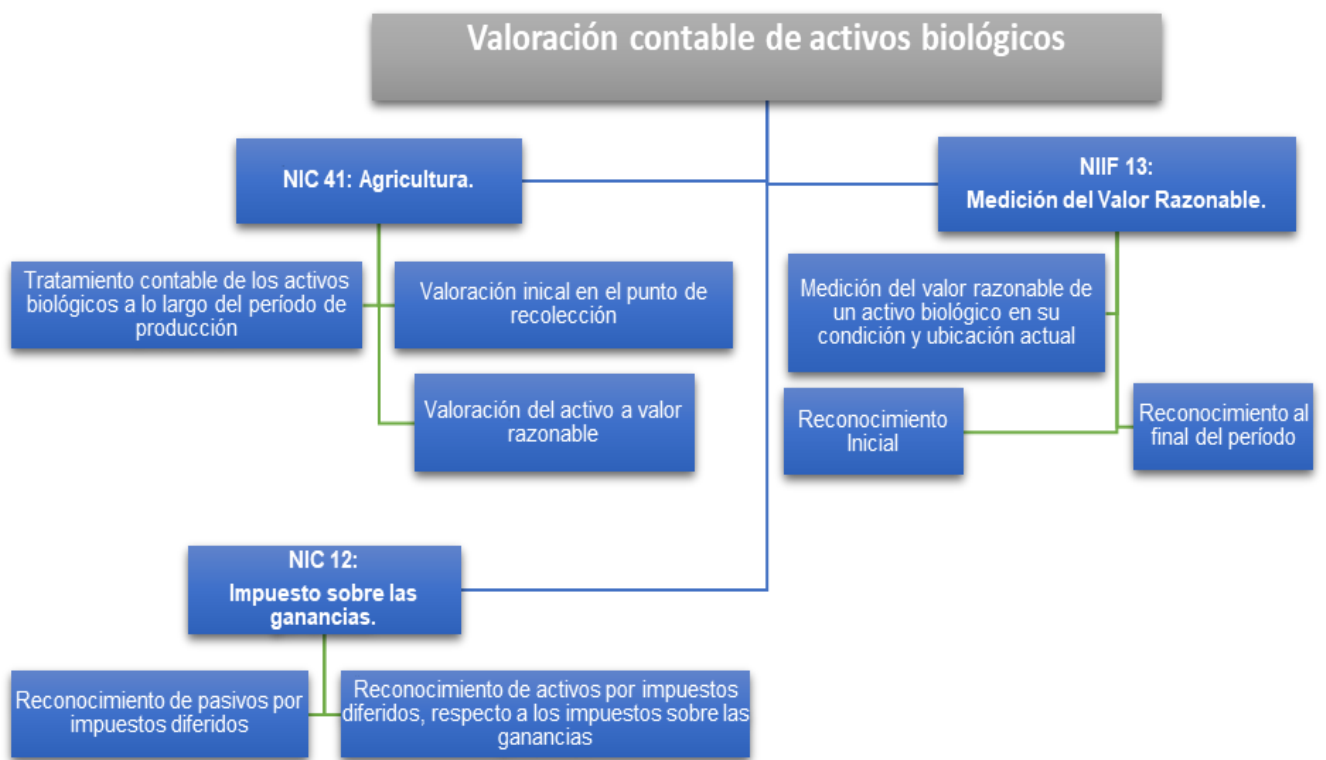 Valoración contable de activos biológicos
NIC 41: Agricultura.
NIIF 13:
Medición del Valor Razonable.
Tratamiento contable de los activos
biológicos a lo largo del período de
producción
Valoración inical en el punto de
recolección
Medición del valor razonable de
un activo biológico en su
condición y ubicación actual
Valoración del activo a valor
razonable
Reconocimiento
Inicial
Reconocimiento al
final del período
NIC 12:
Impuesto sobre las
ganancias.
Reconocimiento de pasivos por
impuestos diferidos
Reconocimiento de activos por impuestos
diferidos, respecto a los impuestos sobre las
ganancias